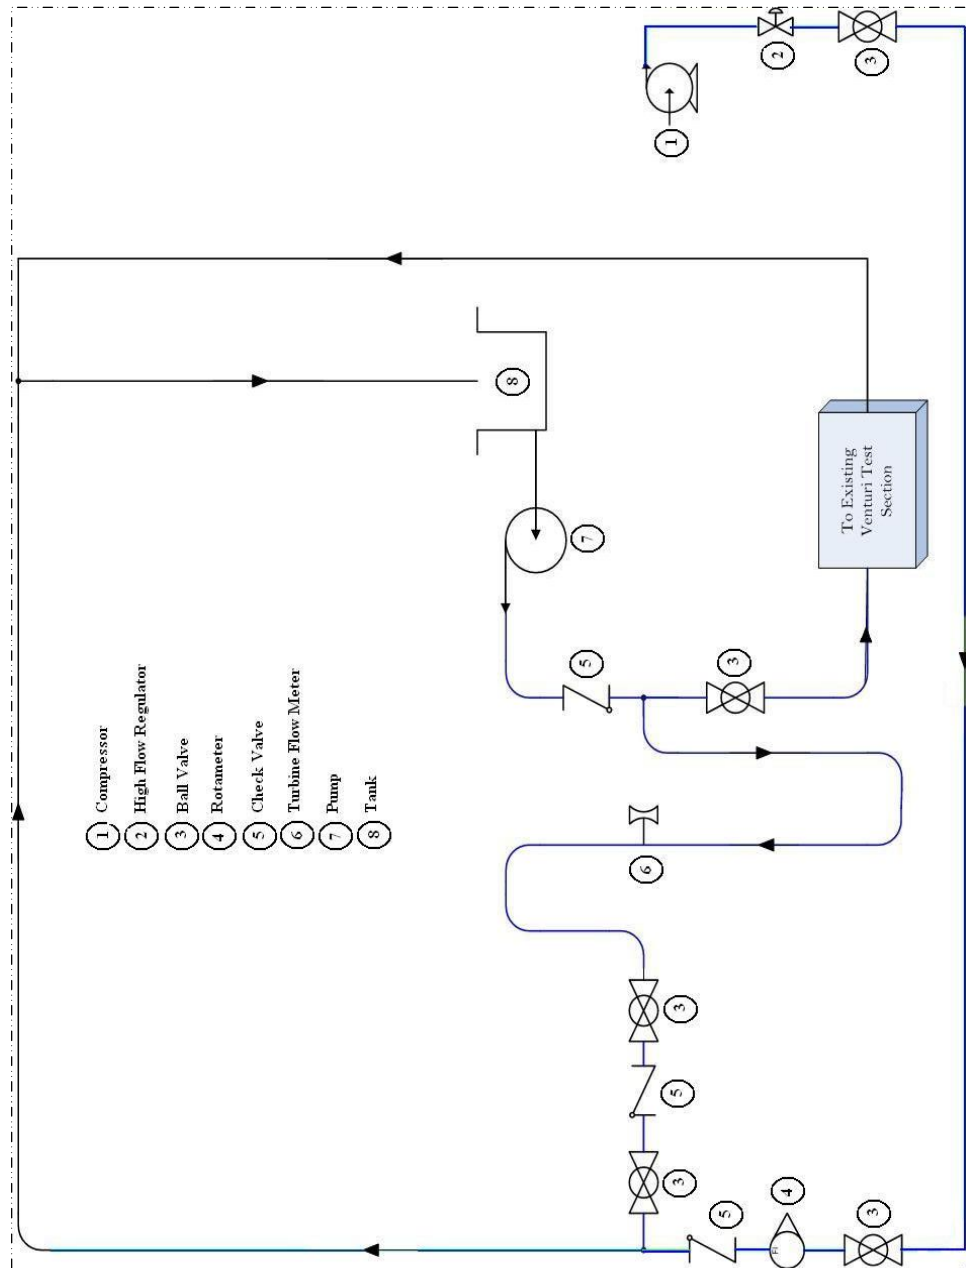 1 Compressor
2 High Flow Regulator
3 Ball Valve
4 Rotameter
5 Check Valve
6 Turbine Flow Meter
7 Pump
8 Tank
8
7
5
6
3
5
3
1
3
5
2
4
To Existing
Venturi Test
Section
3
3
FI